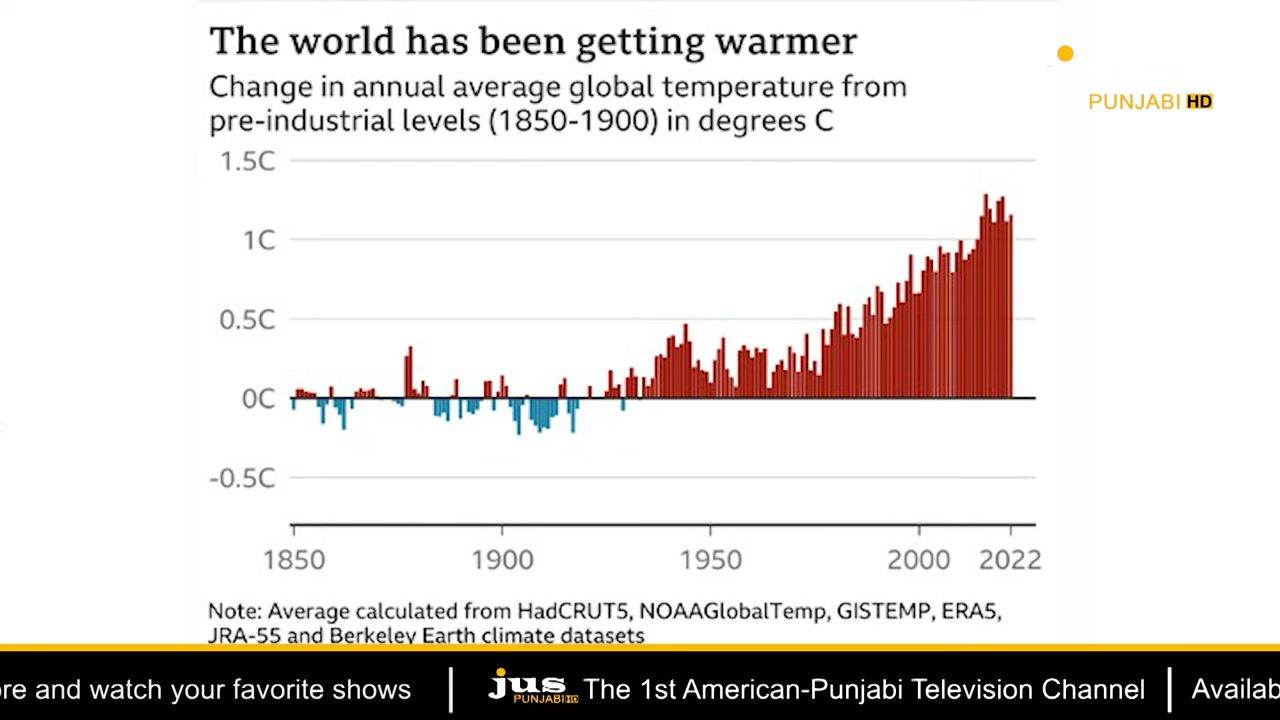 The world has been getting warmer
Change in annual average global temperature from
pre-industrial levels (1850-1900) in degrees C
PUNJABI HD
1.5C
1C
0.5C
0C
-0.5C
1850 1900 1950 2000 2022
Note: Average calculated from HadCRUT5, NOAAGlobalTemp, GISTEMP, ERA5,
JRA-55 and Berkeley Earth climate datasets
and watch your favorite shows | jus PUNJABI HD The 1st American-Punjabi Television Channel |